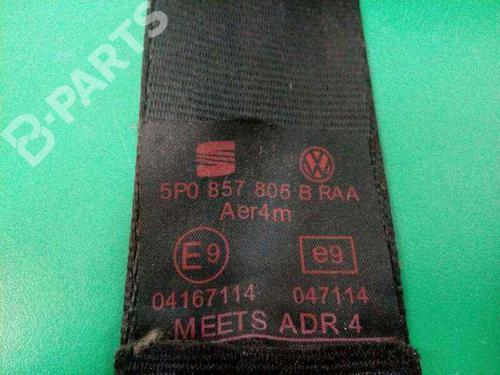 B-PARTS
5P0 857 805 B RAA
Aer4m
E9 e9
04167114 047114
MEETS ADR 4